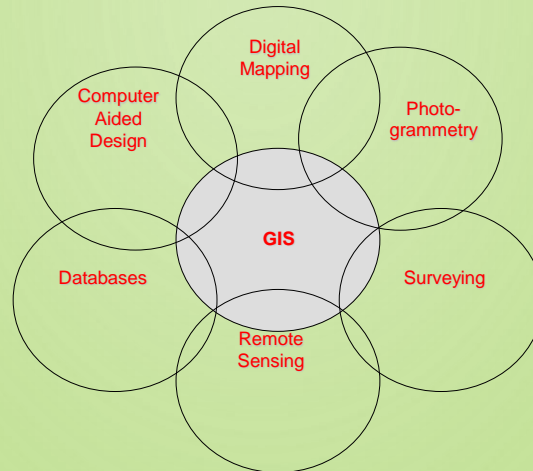 Digital
Mapping
Computer
Aided
Design
Photo-
grammetry
GIS
Databases
Surveying
Remote
Sensing